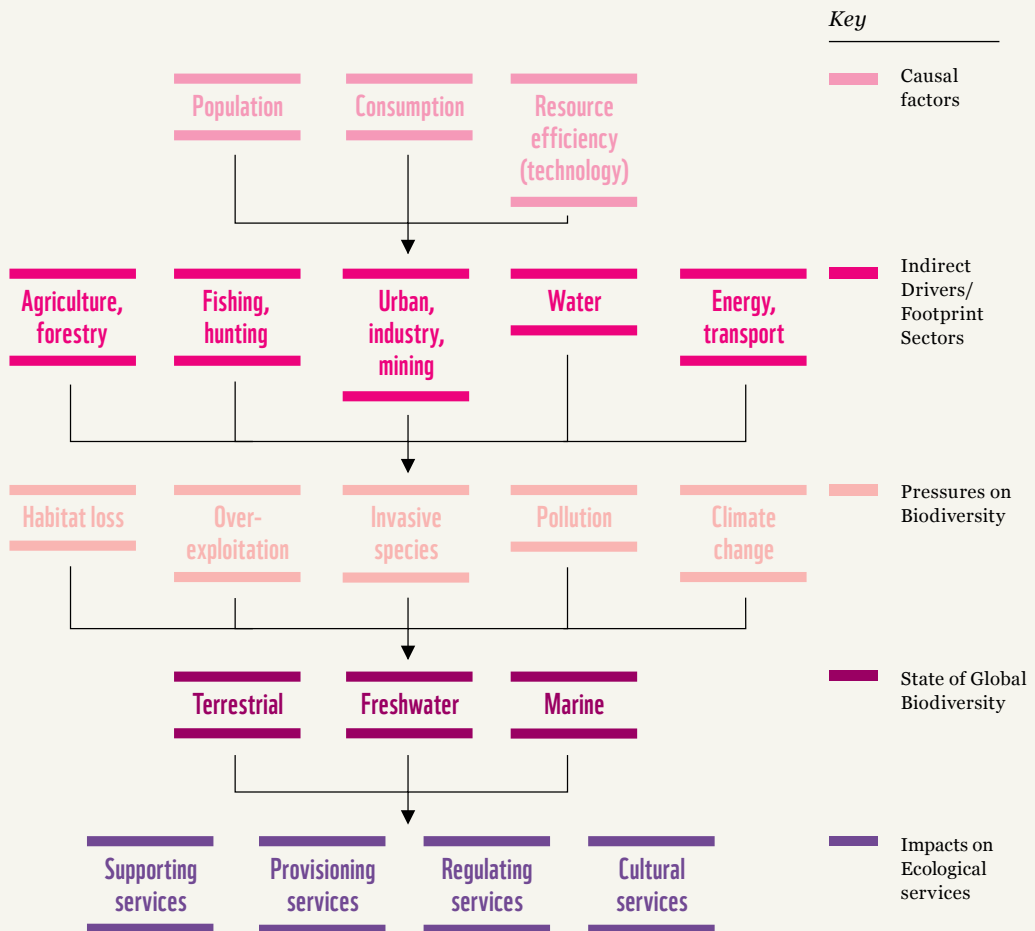 Key
Population
Consumption
Resource
efficiency
(technology)
Causal
factors
Agriculture,
forestry
Fishing,
hunting
Urban,
industry,
mining
Water
Energy,
transport
Indirect
Drivers/
Footprint
Sectors
Habitat loss
Over-
exploitation
Invasive
species
Pollution
Climate
change
Pressures on
Biodiversity
Terrestrial
Freshwater
Marine
State of Global
Biodiversity
Supporting
services
Provisioning
services
Regulating
services
Cultural
services
Impacts on
Ecological
services